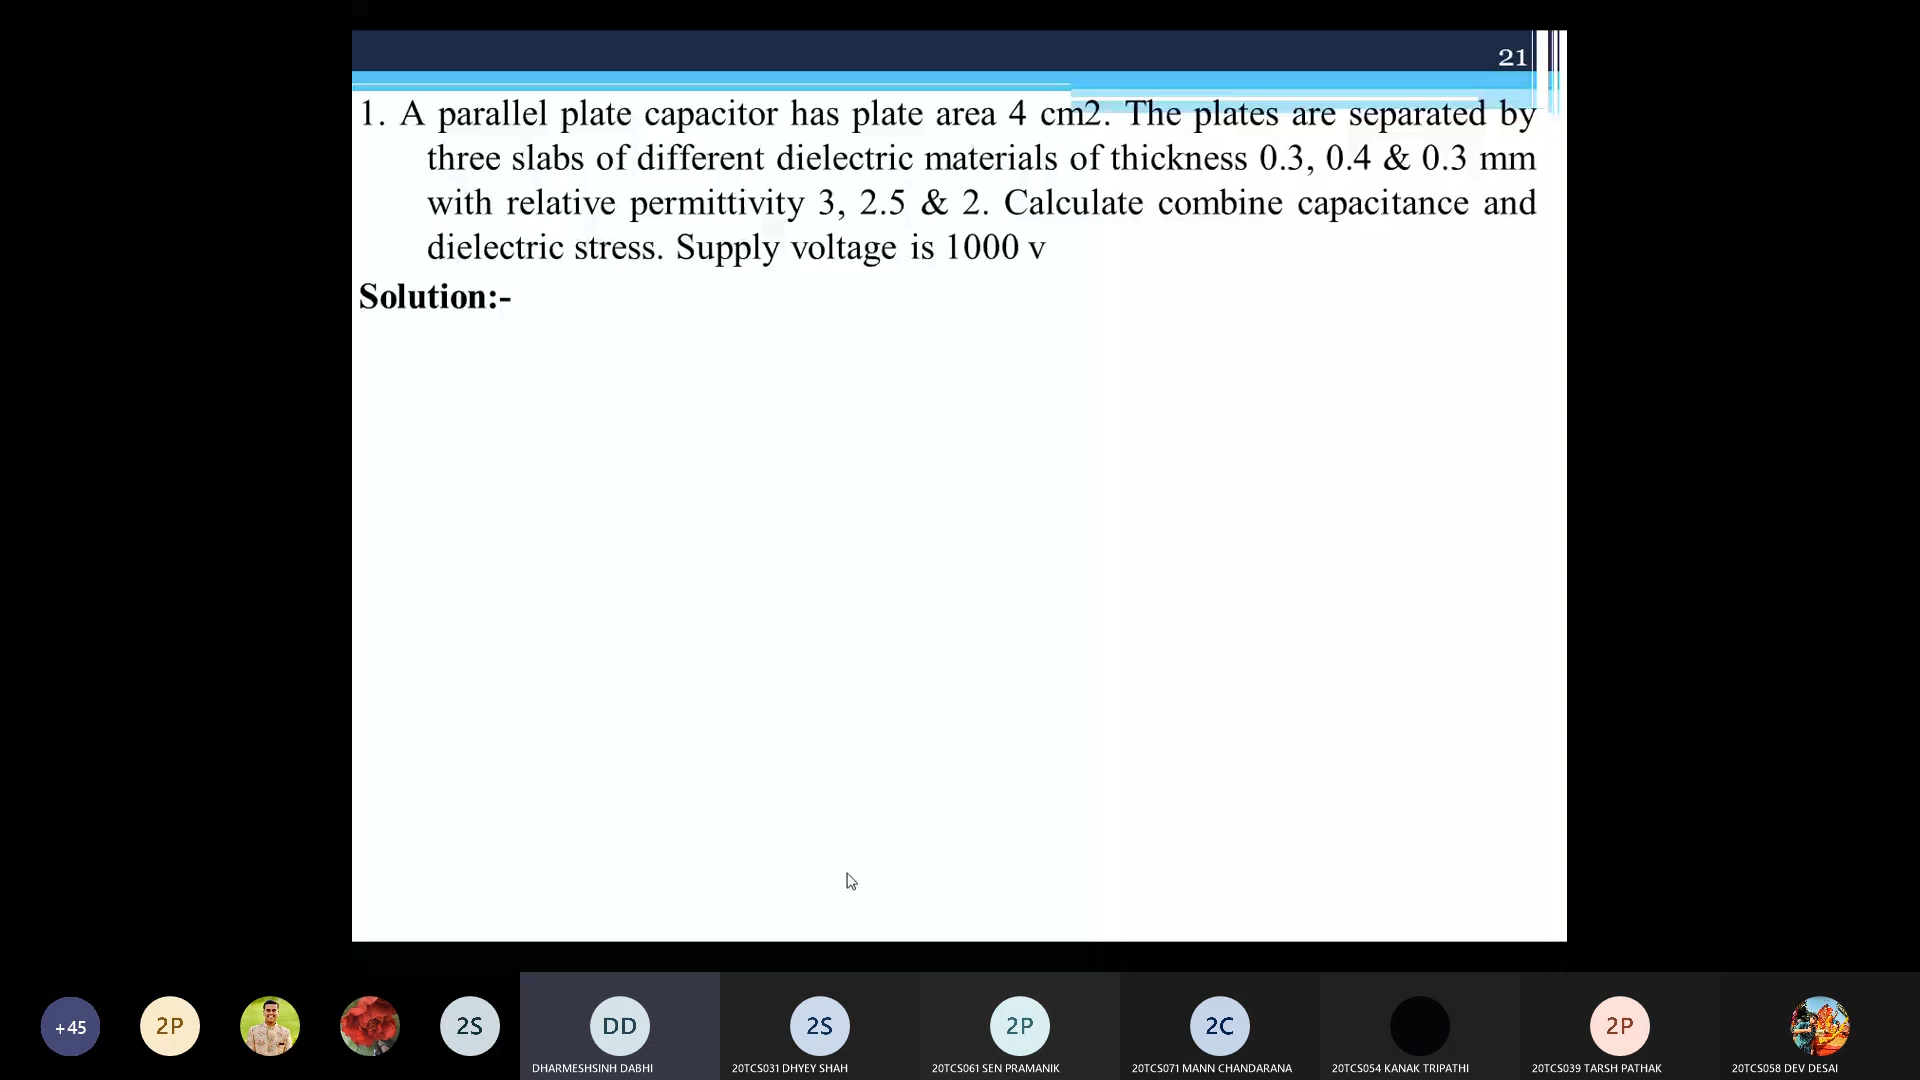 21
1. A parallel plate capacitor has plate area 4 cm2. The plates are separated by
three slabs of different dielectric materials of thickness 0.3, 0.4 & 0.3 mm
with relative permittivity 3, 2.5 & 2. Calculate combine capacitance and
dielectric stress. Supply voltage is 1000 v
Solution:-
+45
2P
2S
DD
2S
2P
2C
2P
DHARMESHSINH DABHI
20TCS031 DHYEY SHAH
20TCS061 SEN PRAMANIK
20TCS071 MANN CHANDARANA
20TCS054 KANAK TRIPATHI
20TCS039 TARSH PATHAK
20TCS058 DEV DESAI